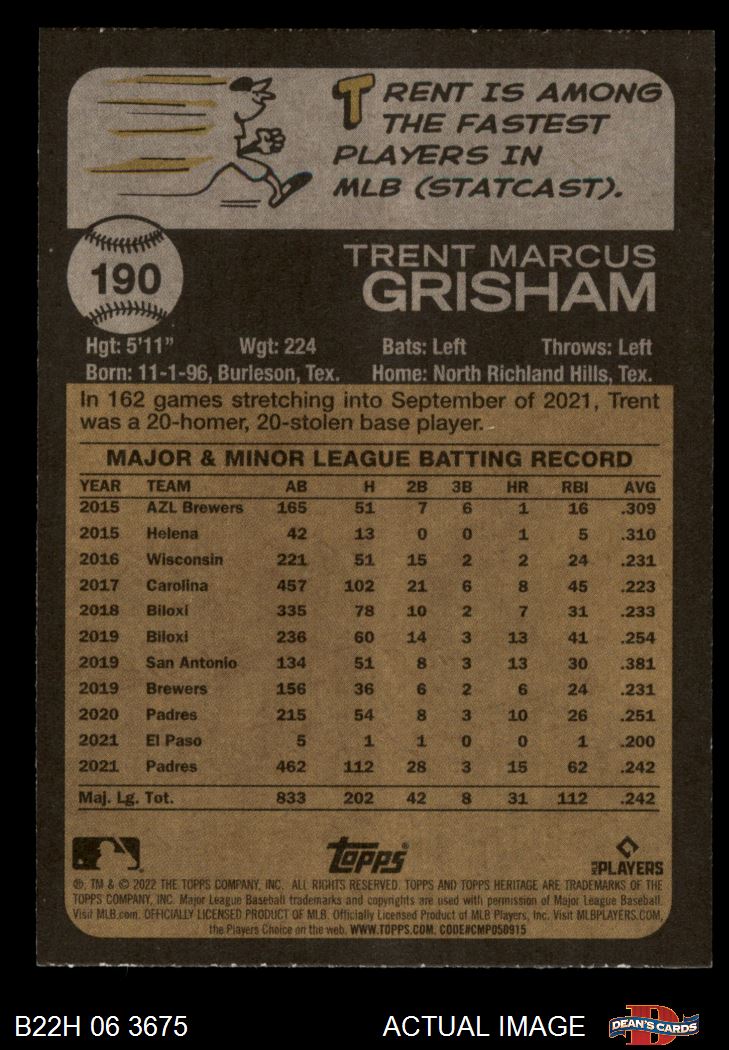 TRENT IS AMONG
THE FASTEST
PLAYERS IN
MLB (STATCAST).
190
TRENT MARCUS
GRISHAM
Hgt: 5'11" Wgt: 224 Bats: Left Throws: Left
Born: 11-1-96, Burleson, Tex. Home: North Richland Hills, Tex.
In 162 games stretching into September of 2021, Trent
was a 20-homer, 20-stolen base player.
MAJOR & MINOR LEAGUE BATTING RECORD
YEAR TEAM AB H 2B 3B HR RBI AVG
2015 AZL Brewers 165 51 7 6 1 16 .309
2015 Helena 42 13 0 0 1 5 .310
2016 Wisconsin 221 51 15 2 2 24 .231
2017 Carolina 457 102 21 6 8 45 .223
2018 Biloxi 335 78 10 2 7 31 .233
2019 Biloxi 236 60 14 3 13 41 .254
2019 San Antonio 134 51 8 3 13 30 .381
2019 Brewers 156 36 6 2 6 24 .231
2020 Padres 215 54 8 3 10 26 .251
2021 El Paso 5 1 1 0 0 1 .200
2021 Padres 462 112 28 3 15 62 .242
Maj. Lg. Tot. 833 202 42 8 31 112 .242
Topps
MLB PLAYERS
®, TM & © 2022 THE TOPPS COMPANY, INC. ALL RIGHTS RESERVED. TOPPS AND TOPPS HERITAGE ARE TRADEMARKS OF THE
TOPPS COMPANY, INC. Major League Baseball trademarks and copyrights are used with permission of Major League Baseball.
Visit MLB.com. OFFICIALLY LICENSED PRODUCT OF MLB. Officially Licensed Product of MLB Players, Inc. Visit MLBPLAYERS.COM,
the Players Choice on the web. WWW.TOPPS.COM. CODE#CMP050915
B22H 06 3675 ACTUAL IMAGE DEAN'S CARDS